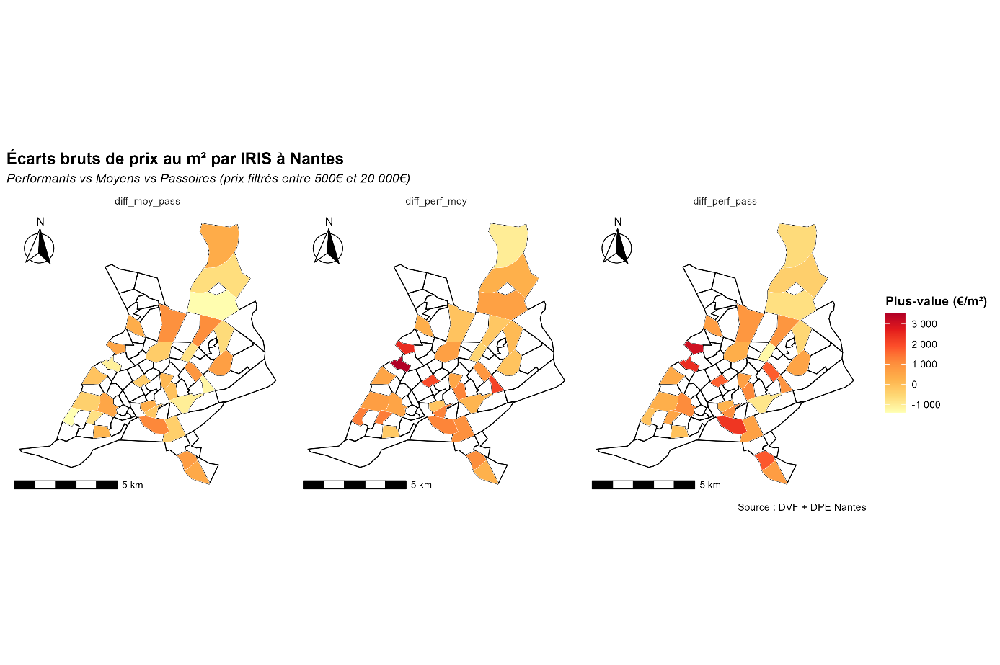 Écarts bruts de prix au m² par IRIS à Nantes
Performants vs Moyens vs Passoires (prix filtrés entre 500€ et 20 000€)
diff_moy_pass
diff_perf_moy
diff_perf_pass
N
N
N
Plus-value (€/m²)
3 000
2 000
1 000
0
-1 000
5 km
5 km
5 km
Source : DVF + DPE Nantes